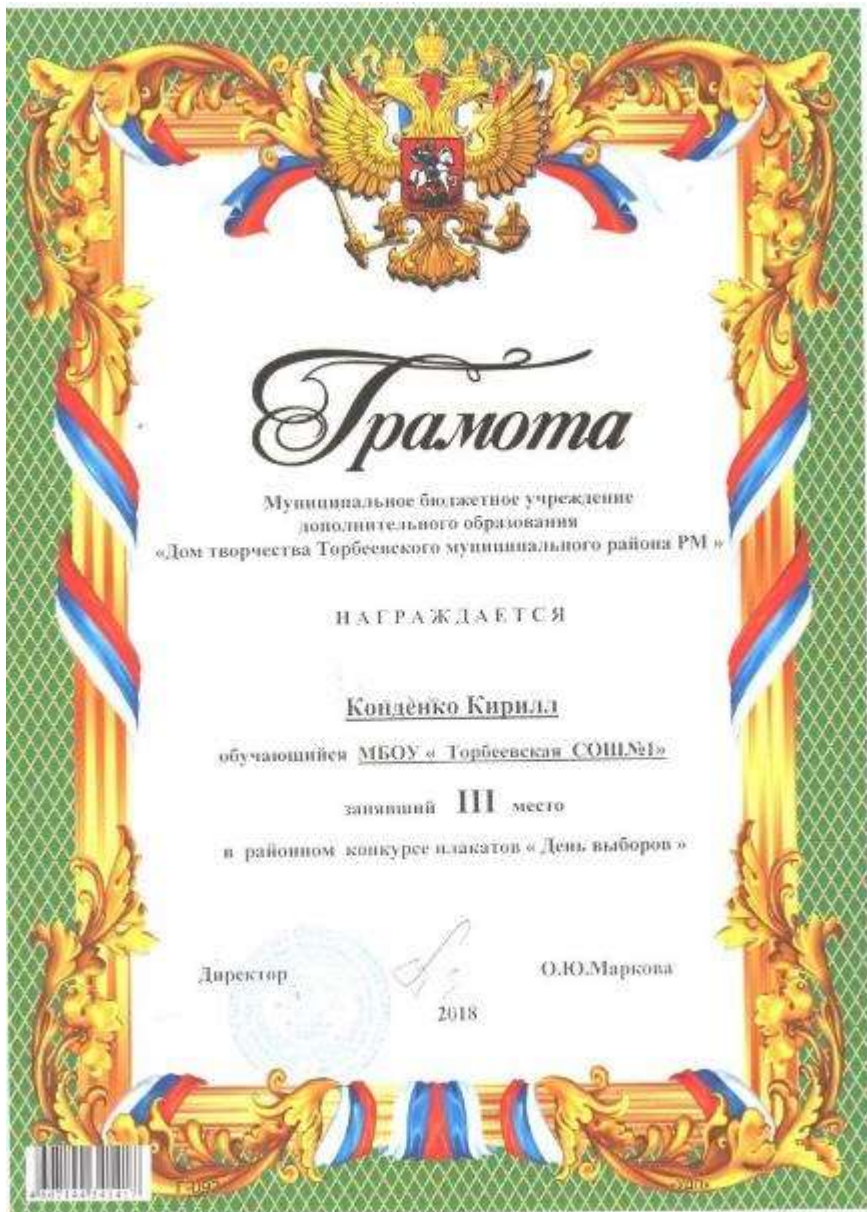 Грамота
Муниципальное бюджетное учреждение
дополнительного образования
«Дом творчества Торбеевского муниципального района РМ »
НАГРАЖДАЕТСЯ
Конденко Кирилл
обучающийся МБОУ « Торбеевская СОШ№1»
занявший III место
в районном конкурсе плакатов « День выборов »
Директор О.Ю.Маркова
2018